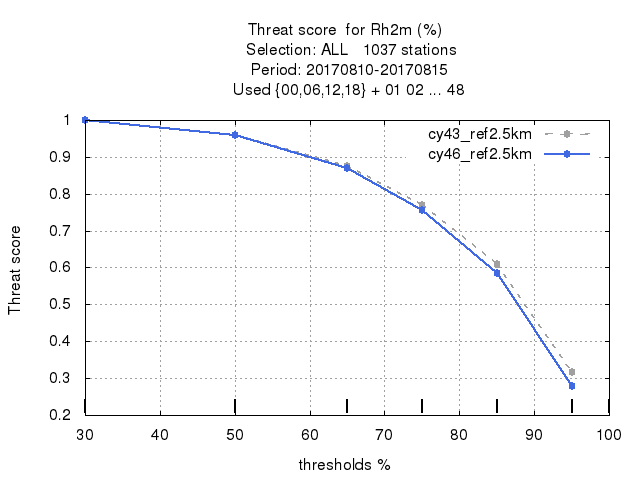 Threat score  for Rh2m (%)
Selection: ALL   1037 stations
Period: 20170810-20170815
Used {00,06,12,18} + 01 02 ... 48
cy43_ref2.5km
cy46_ref2.5km
Threat score
1
0.9
0.8
0.7
0.6
0.5
0.4
0.3
0.2
30 40 50 60 70 80 90 100
thresholds %